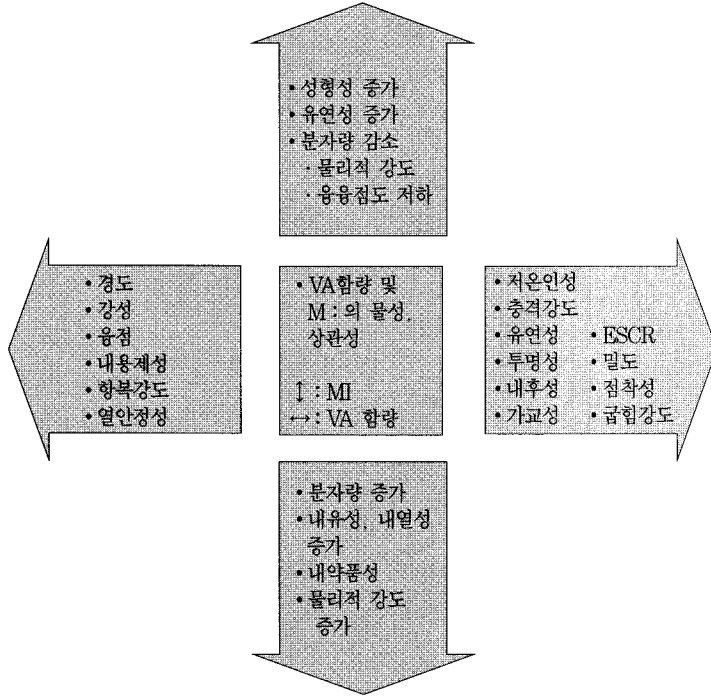 • 성형성 증가
• 유연성 증가
• 분자량 감소
· 물리적 강도
· 용융점도 저하
• 경도
• 강성
• 융점
• 내용제성
• 항복강도
• 열안정성
• VA함량 및
M : 의 물성,
상관성
↕ : MI
↔ : VA 함량
• 저온인성
• 충격강도
• 유연성 • ESCR
• 투명성 • 밀도
• 내후성 • 점착성
• 가교성 • 굽힘강도
• 분자량 증가
• 내유성, 내열성
증가
• 내약품성
• 물리적 강도
증가